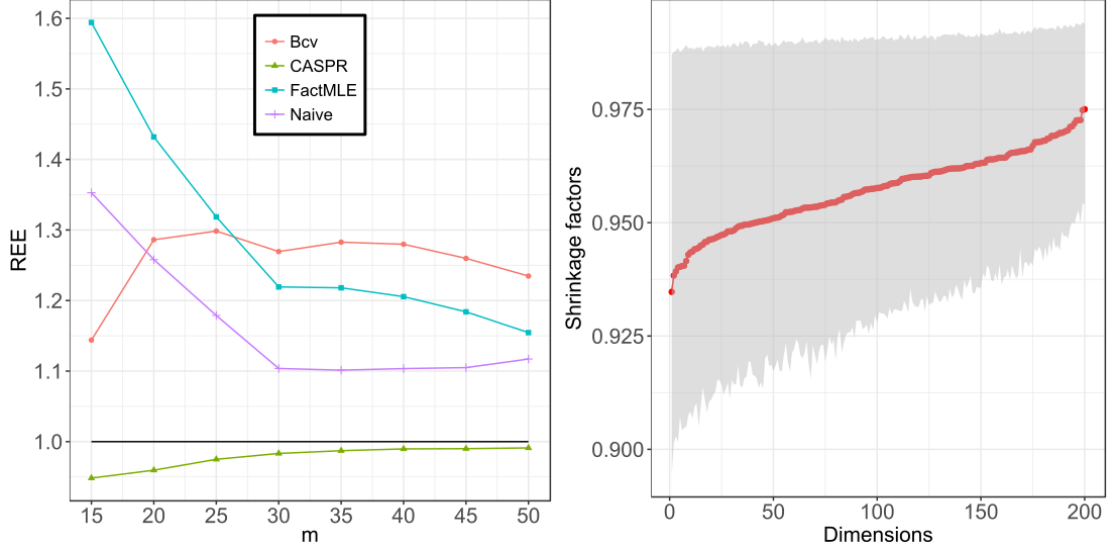 REE
1.6
1.5
1.4
1.3
1.2
1.1
1.0
Bcv
CASPR
FactMLE
Naive
15 20 25 30 35 40 45 50
m
Shrinkage factors
0.975
0.950
0.925
0.900
0 50 100 150 200
Dimensions